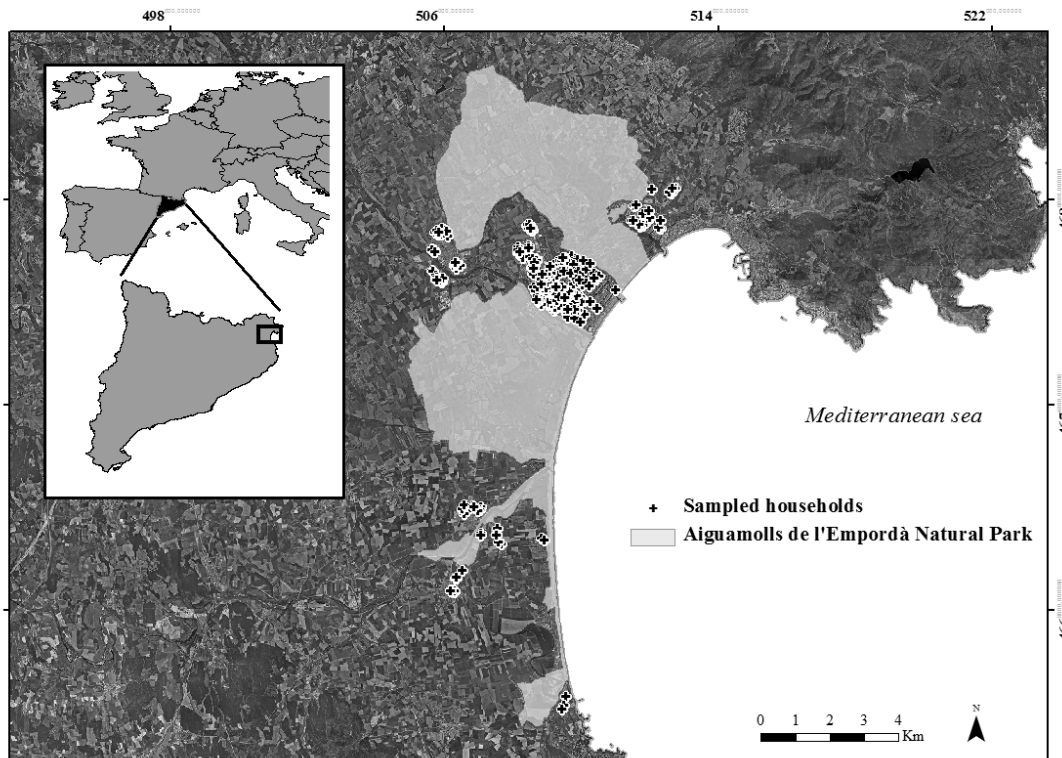 498 506 514 522
Mediterranean sea
Sampled households
Aiguamolls de l'Empordà Natural Park
N
0 1 2 3 4
Km